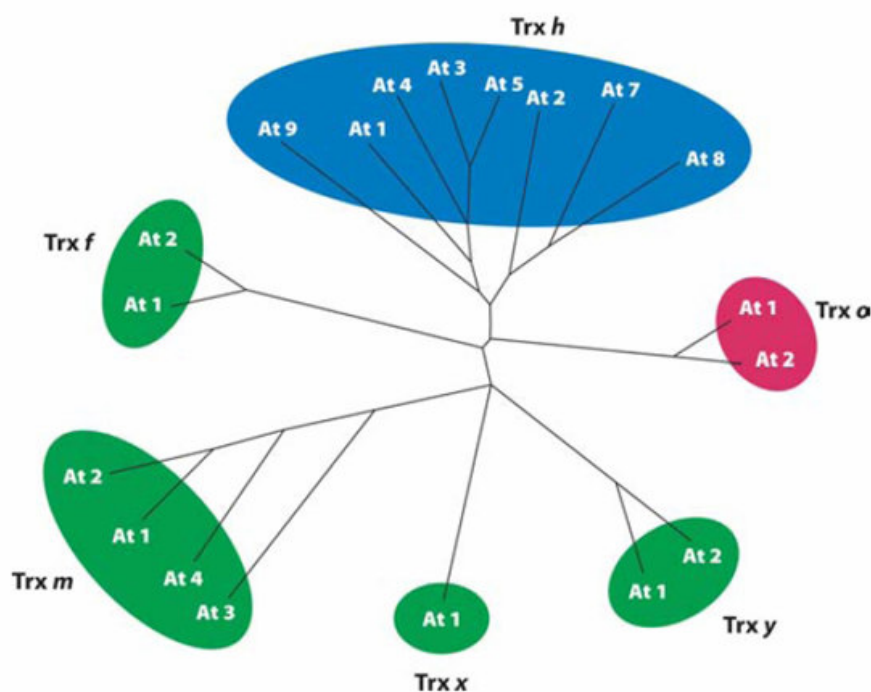 Trx h
At 3
At 4
At 5
At 2
At 7
At 9
At 1
At 8
Trx f
At 2
At 1
At 1
Trx o
At 2
At 2
At 1
At 4
At 3
Trx m
At 1
Trx x
At 2
At 1
Trx y